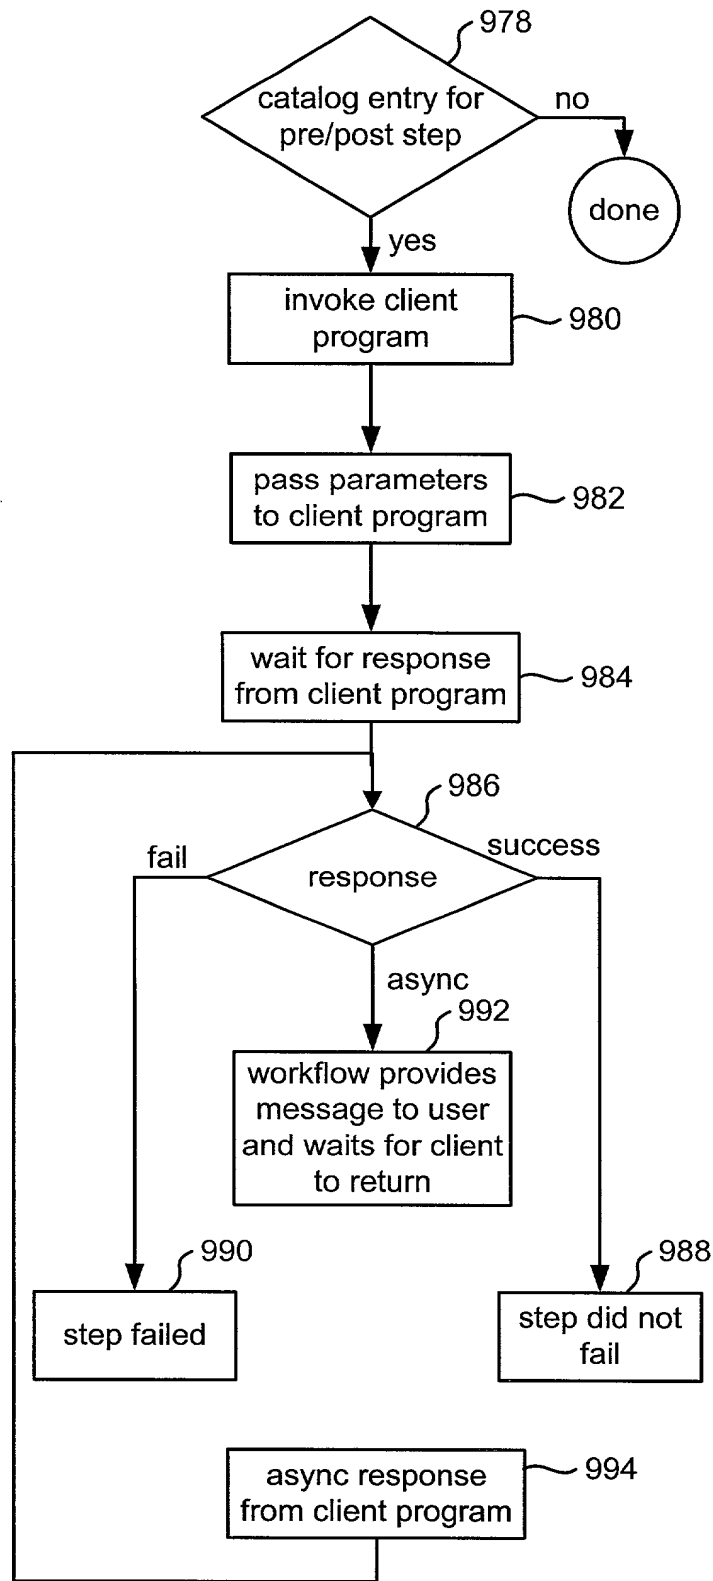 978
catalog entry for
pre/post step
no
done
yes
invoke client
program
980
pass parameters
to client program
982
wait for response
from client program
984
986
fail
success
response
async
992
workflow provides
message to user
and waits for client
to return
990
step failed
988
step did not
fail
async response
from client program
994